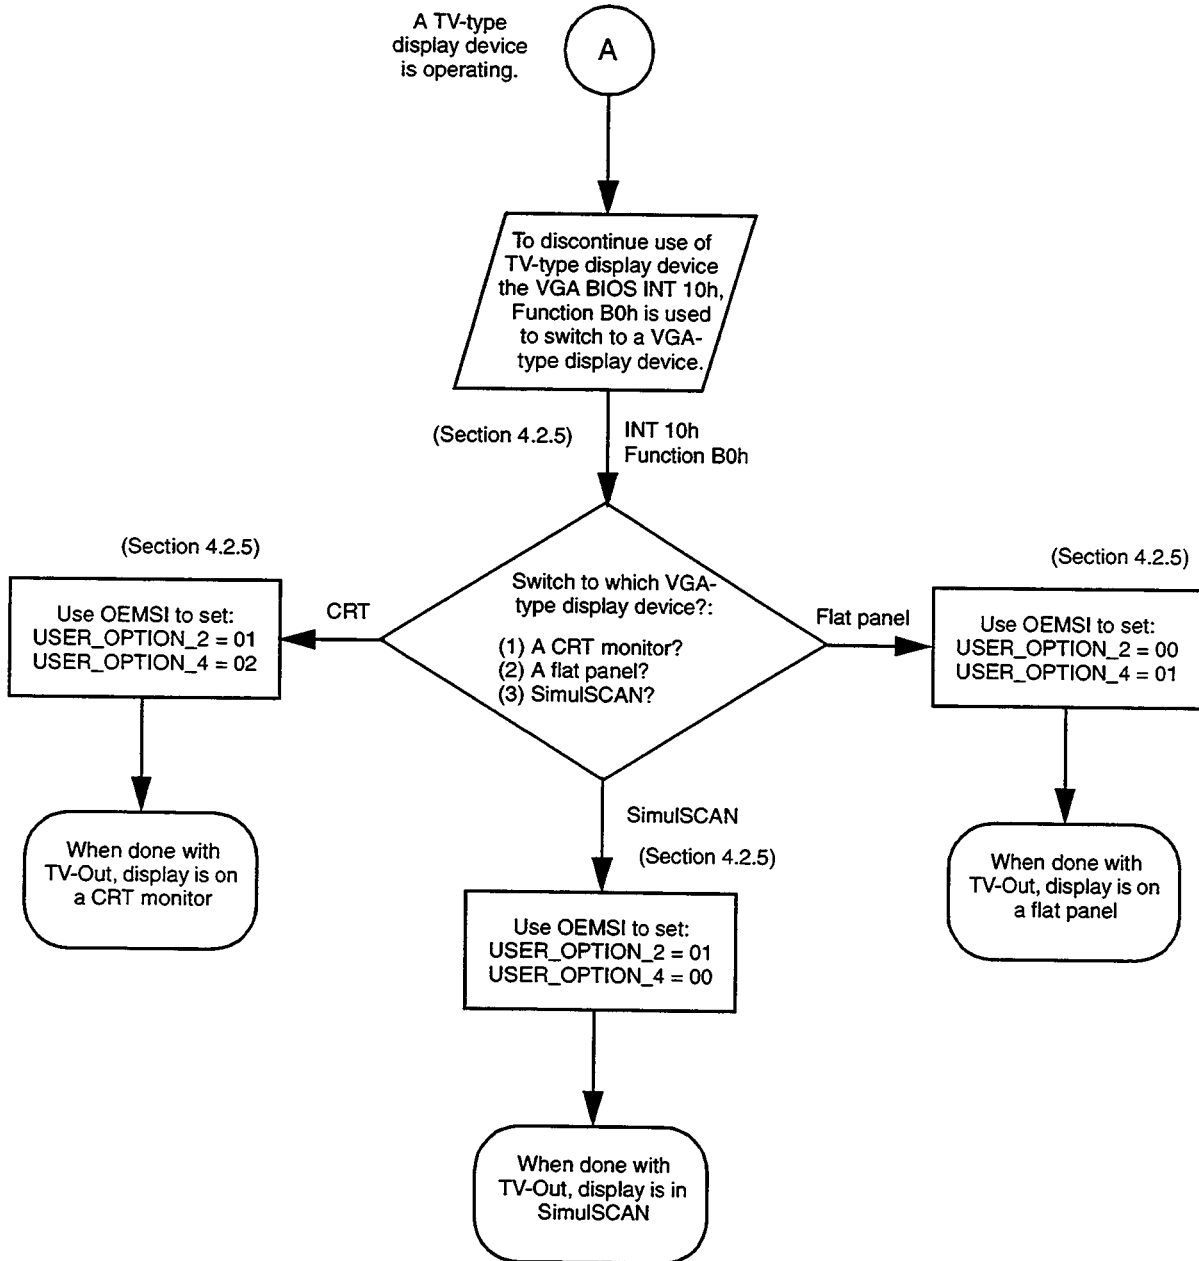 A TV-type
display device
is operating.
A
To discontinue use of
TV-type display device
the VGA BIOS INT 10h,
Function B0h is used
to switch to a VGA-
type display device.
(Section 4.2.5)
INT 10h
Function B0h
Switch to which VGA-
type display device?:
(1) A CRT monitor?
(2) A flat panel?
(3) SimulSCAN?
CRT
(Section 4.2.5)
Use OEMSI to set:
USER_OPTION_2 = 01
USER_OPTION_4 = 02
When done with
TV-Out, display is on
a CRT monitor
Flat panel
(Section 4.2.5)
Use OEMSI to set:
USER_OPTION_2 = 00
USER_OPTION_4 = 01
When done with
TV-Out, display is on
a flat panel
SimulSCAN
(Section 4.2.5)
Use OEMSI to set:
USER_OPTION_2 = 01
USER_OPTION_4 = 00
When done with
TV-Out, display is in
SimulSCAN